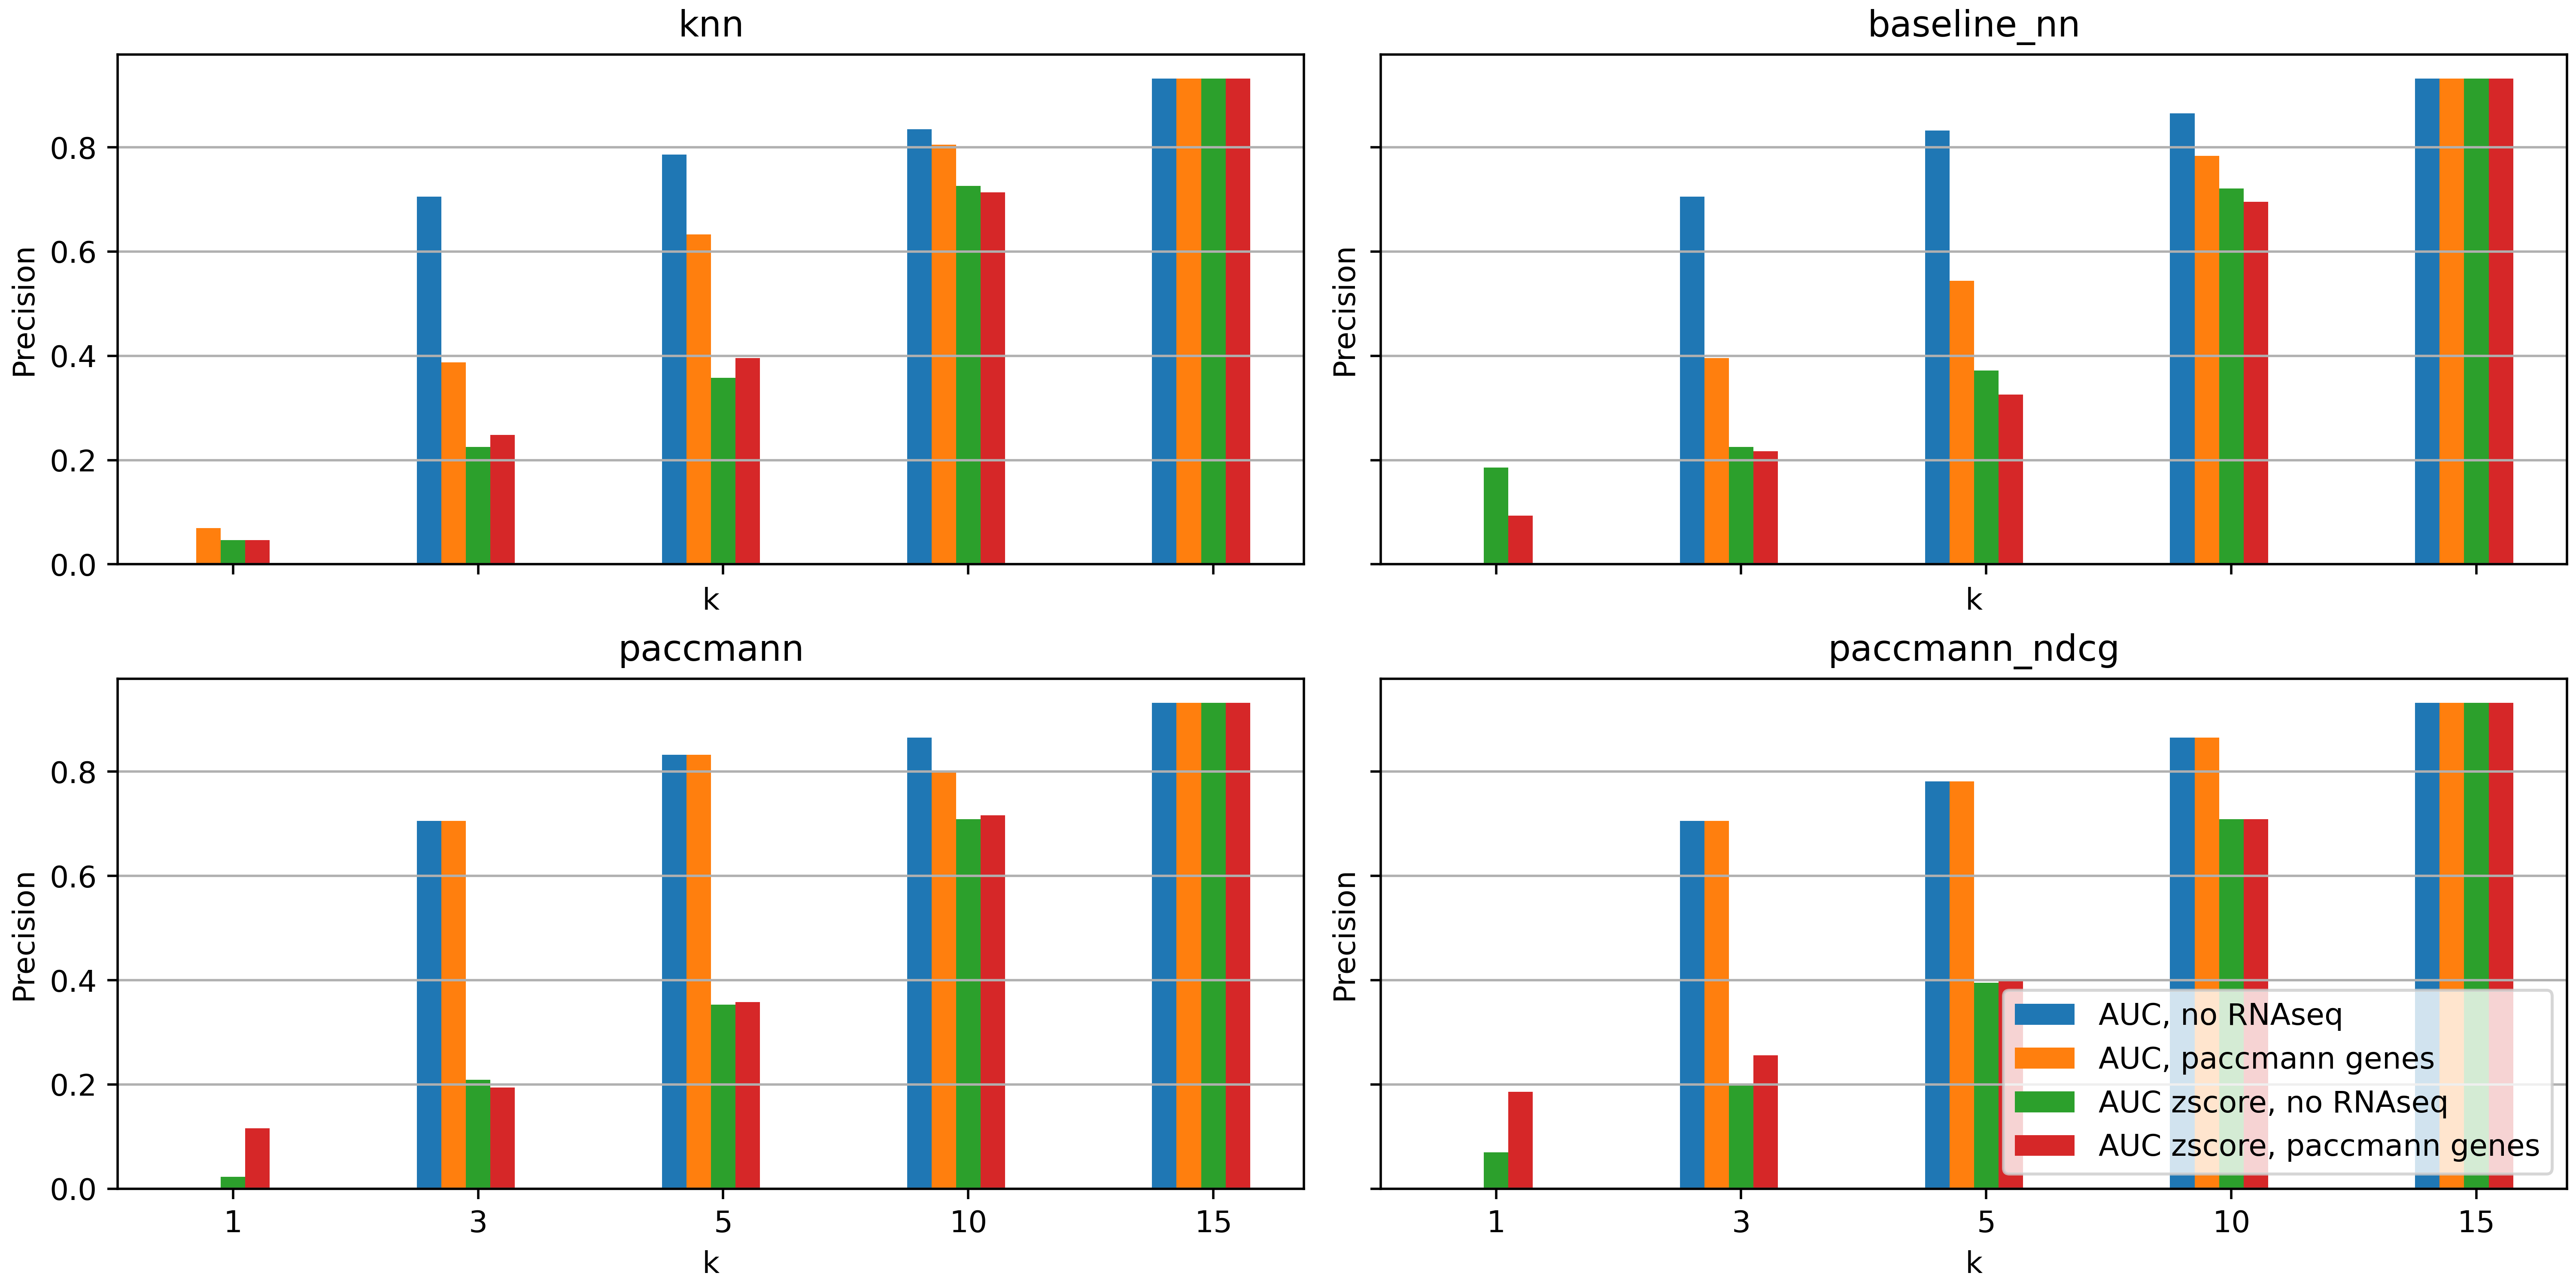 knn
Precision
0.8
0.6
0.4
0.2
0.0
k
baseline_nn
Precision
k
paccmann
Precision
0.8
0.6
0.4
0.2
0.0
1 3 5 10 15
k
paccmann_ndcg
Precision
AUC, no RNAseq
AUC, paccmann genes
AUC zscore, no RNAseq
AUC zscore, paccmann genes
1 3 5 10 15
k